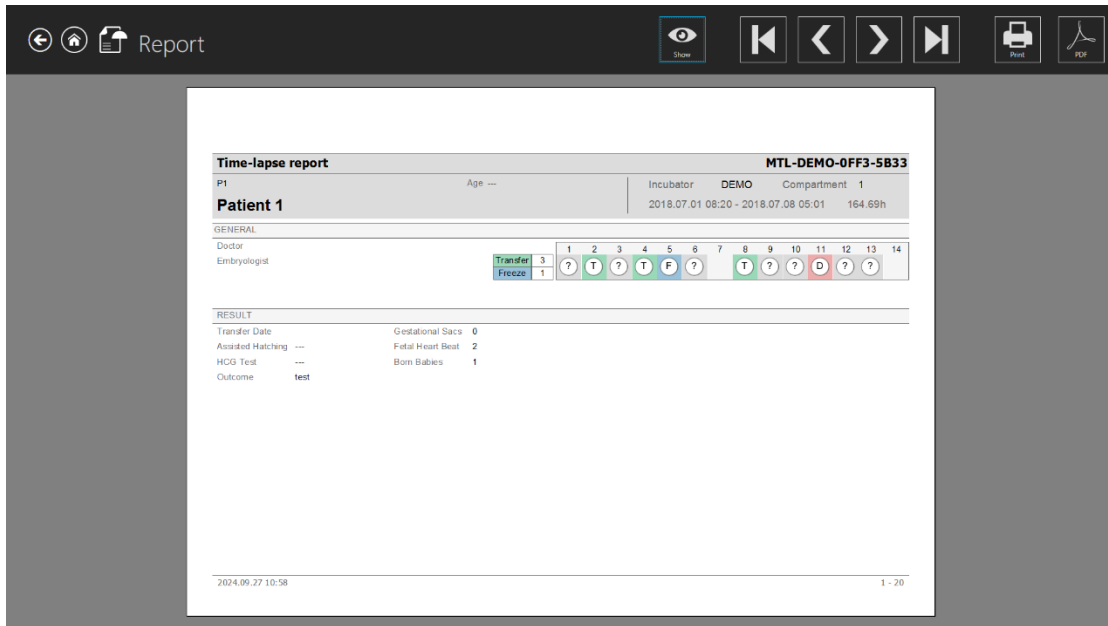 Report
Show
Print
PDF
Time-lapse report MTL-DEMO-0FF3-5B33
P1 Age --- Incubator DEMO Compartment 1
Patient 1 2018.07.01 08:20 - 2018.07.08 05:01 164.69h
GENERAL
Doctor 1 2 3 4 5 6 7 8 9 10 11 12 13 14
Embryologist Transfer 3 ? T ? T F ? T ? ? D ? ?
Freeze 1
RESULT
Transfer Date Gestational Sacs 0
Assisted Hatching --- Fetal Heart Beat 2
HCG Test --- Born Babies 1
Outcome test
2024.09.27 10:58 1 - 20